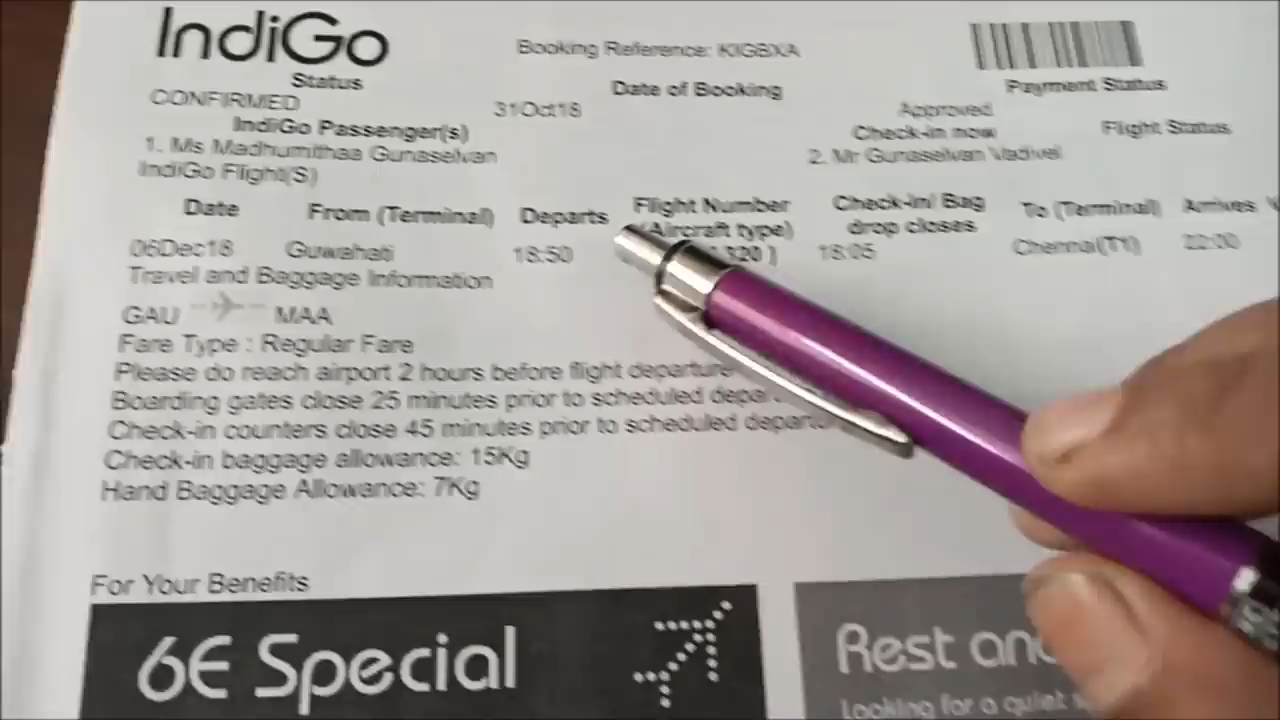 IndiGo
Booking Reference: KIGBXA
Status Date of Booking Payment Status
CONFIRMED 31Oct18 Approved
IndiGo Passenger(s) Check-in now Flight Status
1. Ms Madhumithaa Gunaselvan 2. Mr Gunaselvan Vadivel
IndiGo Flight(S)
Date From (Terminal) Departs Flight Number (Aircraft type) Check-in/ Bag drop closes To (Terminal) Arrives
06Dec18 Guwahati 18:50 320 ) 18:05 Chennai(T1) 22:00
Travel and Baggage Information
GAU MAA
Fare Type : Regular Fare
Please do reach airport 2 hours before flight departure
Boarding gates close 25 minutes prior to scheduled
Check-in counters close 45 minutes prior to scheduled
Check-in baggage allowance: 15Kg
Hand Baggage Allowance: 7Kg
For Your Benefits
6E Special
Rest and
Looking for a quiet